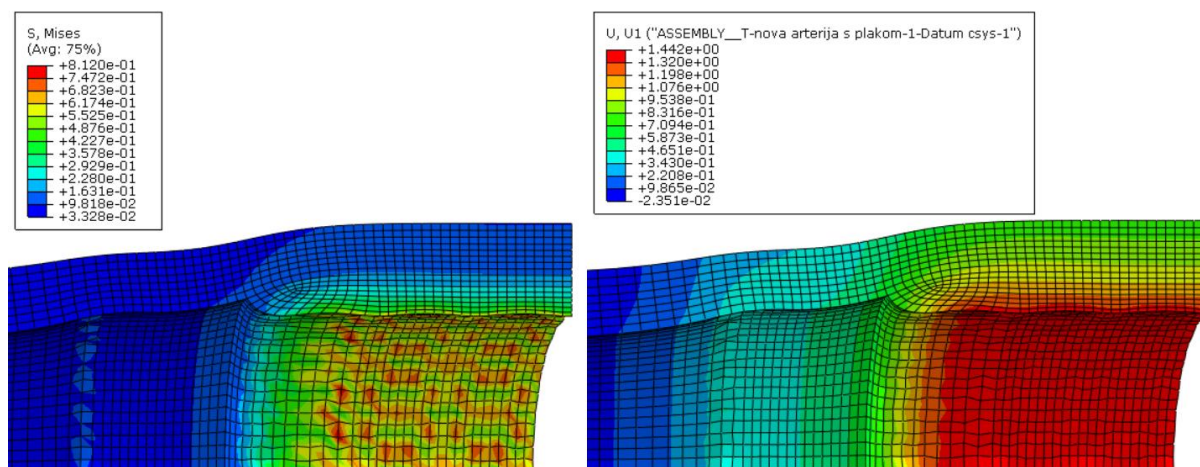 S, Mises
(Avg: 75%)
+8.120e-01
+7.472e-01
+6.823e-01
+6.174e-01
+5.525e-01
+4.876e-01
+4.227e-01
+3.578e-01
+2.929e-01
+2.280e-01
+1.631e-01
+9.818e-02
+3.328e-02
U, U1 ("ASSEMBLY__T-nova arterija s plakom-1-Datum csys-1")
+1.442e+00
+1.320e+00
+1.198e+00
+1.076e+00
+9.538e-01
+8.316e-01
+7.094e-01
+5.873e-01
+4.651e-01
+3.430e-01
+2.208e-01
+9.865e-02
-2.351e-02